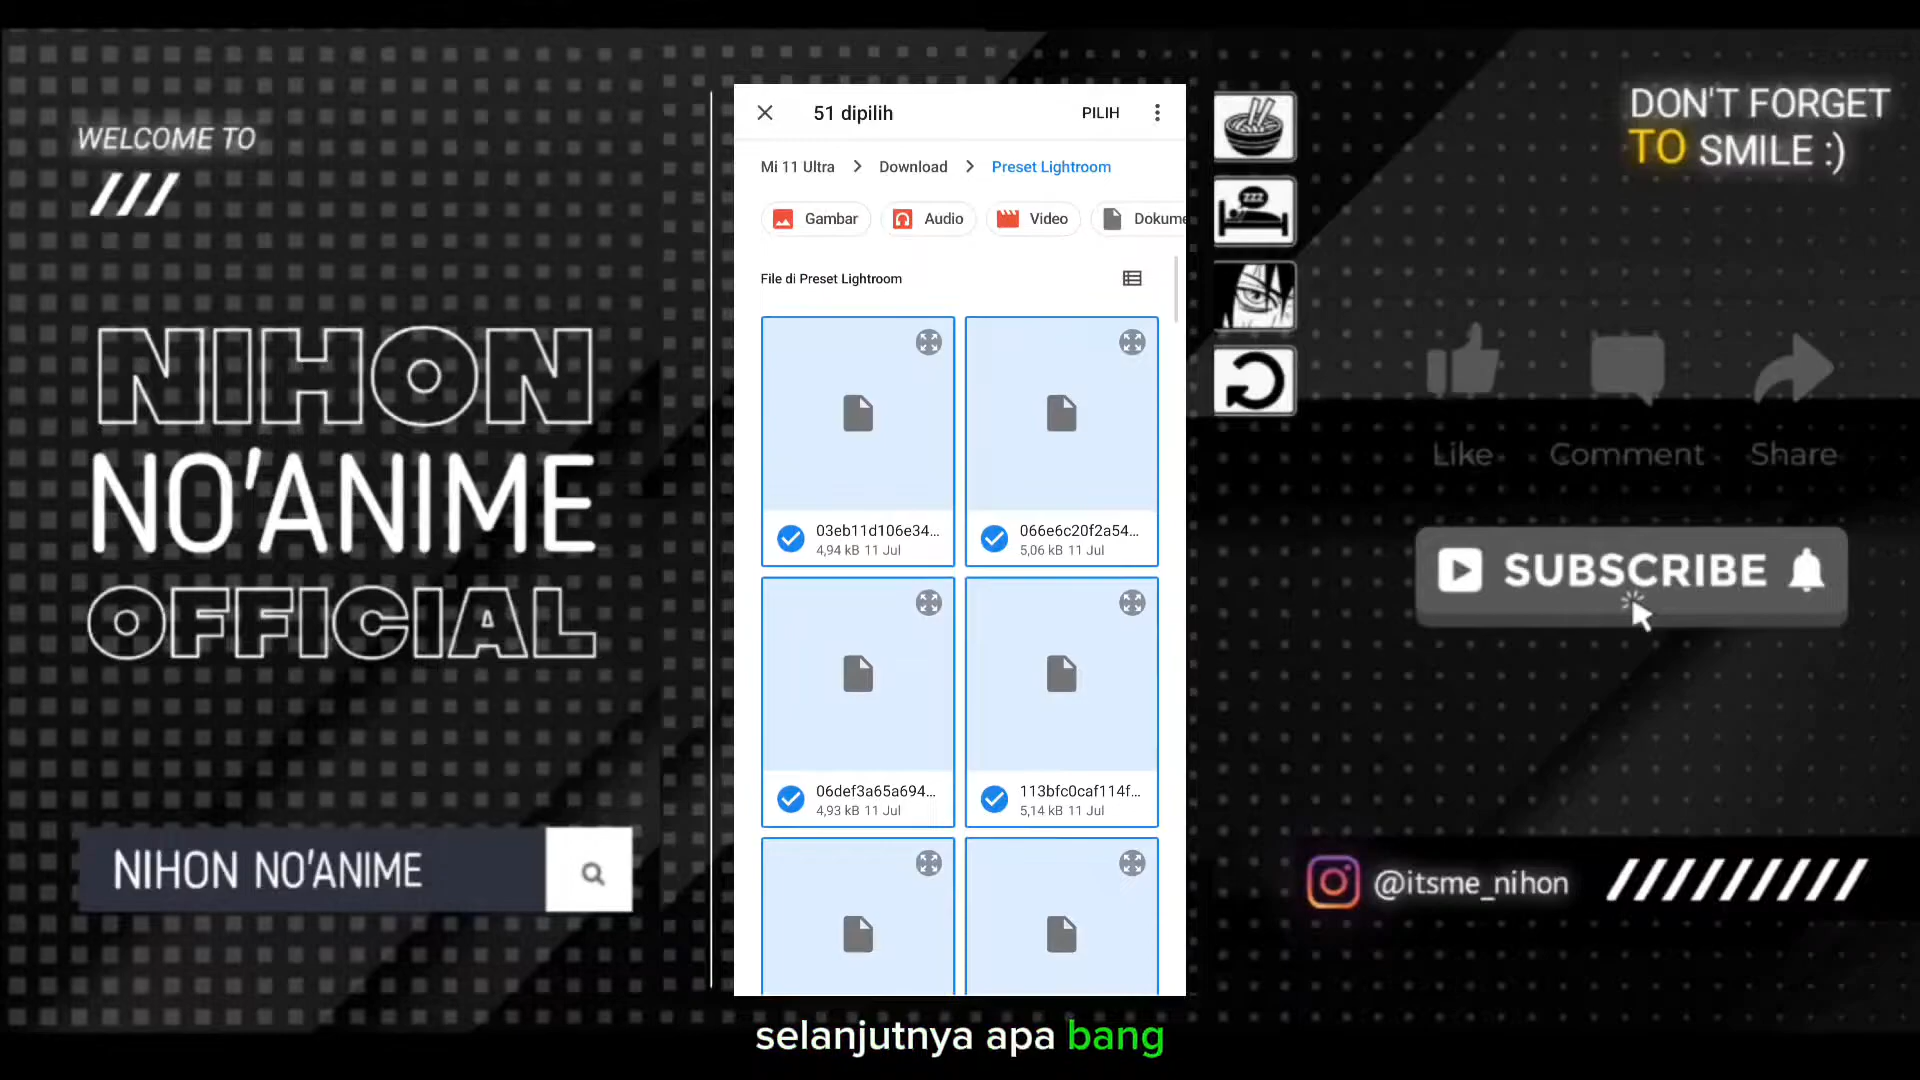 WELCOME TO
NIHON
NO'ANIME
OFFICIAL
NIHON NO'ANIME
51 dipilih
PILIH
Mi 11 Ultra
Download
Preset Lightroom
Gambar
Audio
Video
Dokume
File di Preset Lightroom
03eb11d106e34...
4,94 kB 11 Jul
066e6c20f2a54...
5,06 kB 11 Jul
06def3a65a694...
4,93 kB 11 Jul
113bfc0caf114f...
5,14 kB 11 Jul
zzz
DON'T FORGET
TO SMILE :)
Like
Comment
Share
SUBSCRIBE
@itsme_nihon
selanjutnya apa bang